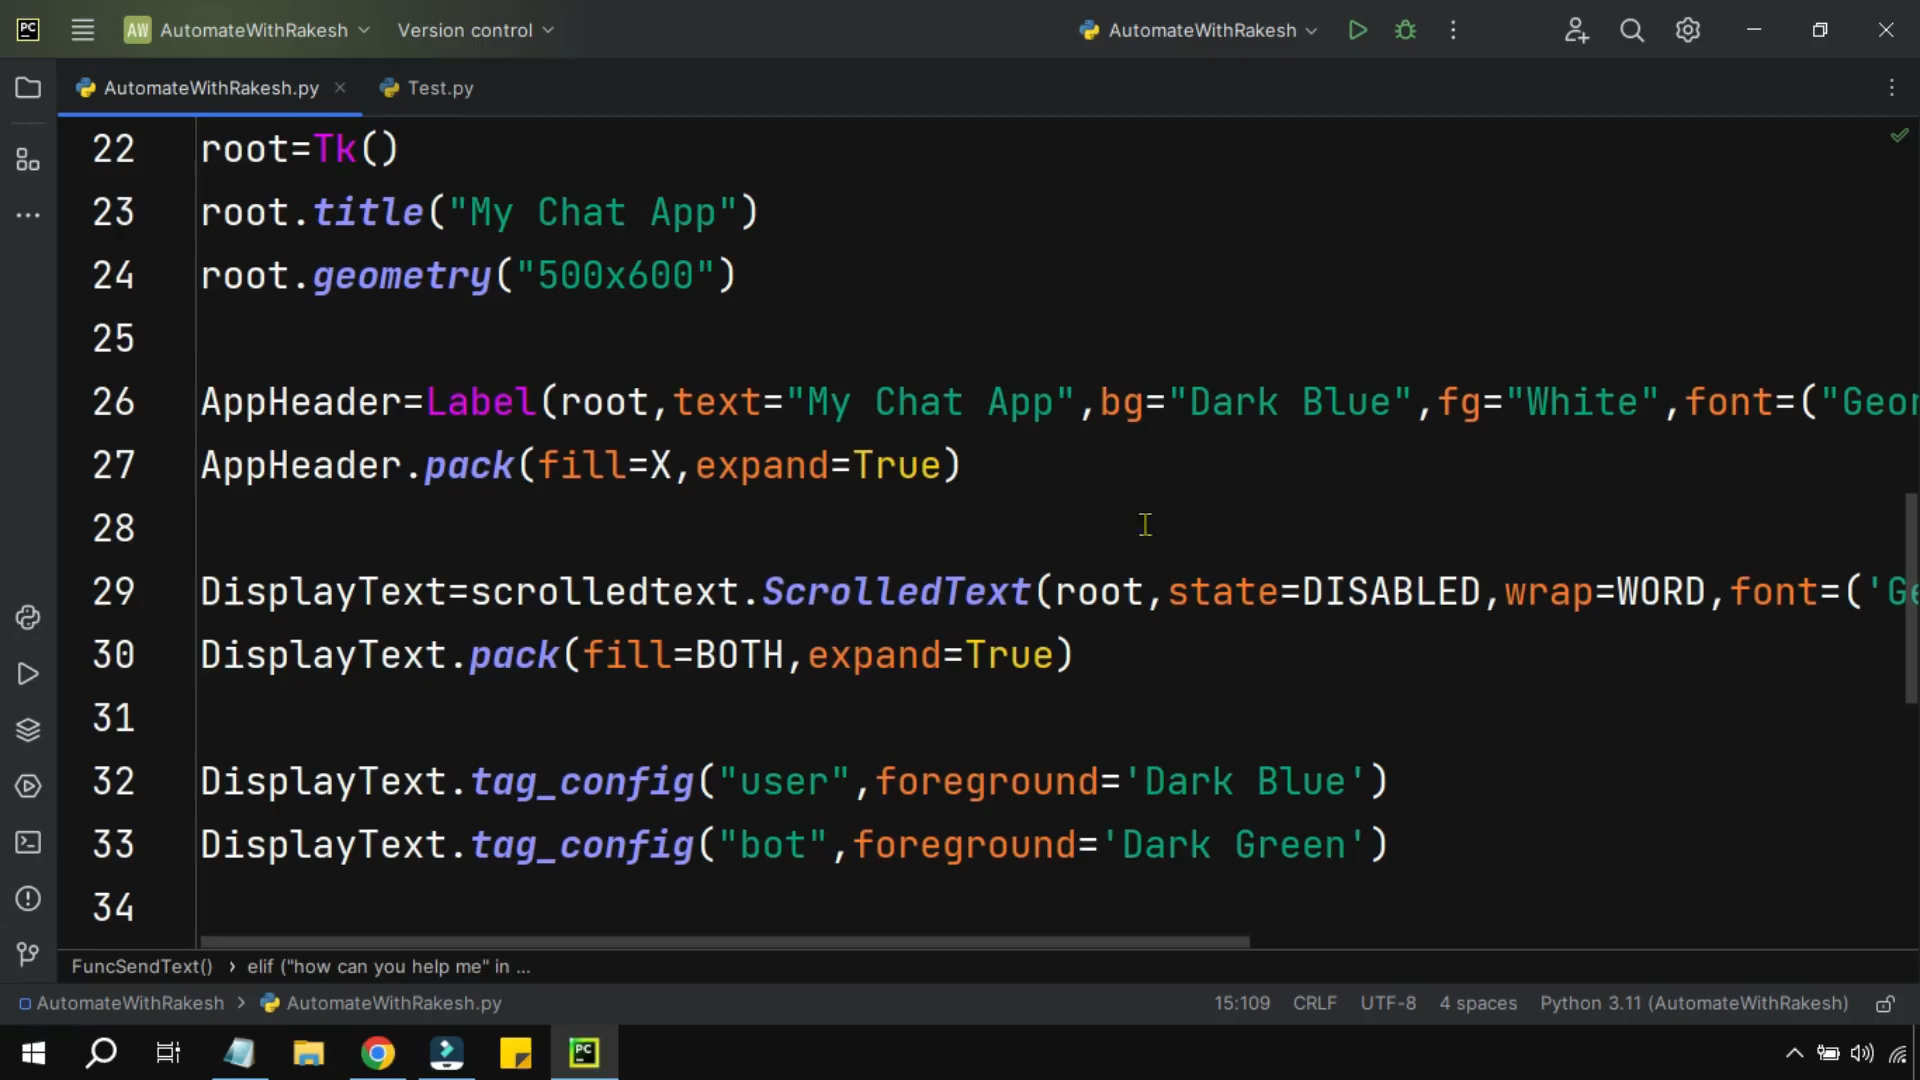 PC
AW AutomateWithRakesh Version control AutomateWithRakesh
AutomateWithRakesh.py Test.py
22 root=Tk()
23 root.title("My Chat App")
24 root.geometry("500x600")
25
26 AppHeader=Label(root,text="My Chat App",bg="Dark Blue",fg="White",font=("Geor
27 AppHeader.pack(fill=X,expand=True)
28
29 DisplayText=scrolledtext.ScrolledText(root,state=DISABLED,wrap=WORD,font=('Ge
30 DisplayText.pack(fill=BOTH,expand=True)
31
32 DisplayText.tag_config("user",foreground='Dark Blue')
33 DisplayText.tag_config("bot",foreground='Dark Green')
34
FuncSendText() › elif ("how can you help me" in ...
AutomateWithRakesh › AutomateWithRakesh.py 15:109 CRLF UTF-8 4 spaces Python 3.11 (AutomateWithRakesh)
PC